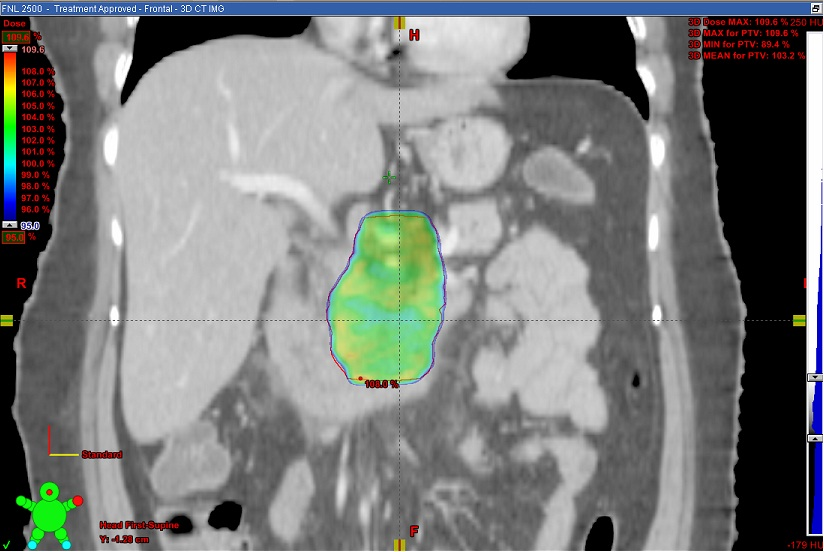 FNL 2500 - Treatment Approved - Frontal - 3D CT IMG
Dose
109.6 %
109.6
108.0 %
107.0 %
106.0 %
105.0 %
104.0 %
103.0 %
102.0 %
101.0 %
100.0 %
99.0 %
98.0 %
97.0 %
96.0 %
95.0
95.0 %
H
3D Dose MAX: 109.6 %
3D MAX for PTV: 109.6 %
3D MIN for PTV: 89.4 %
3D MEAN for PTV: 103.2 %
250 HU
R
108.0 %
Standard
Head First-Supine
Y: -4.28 cm
F
-179 HU